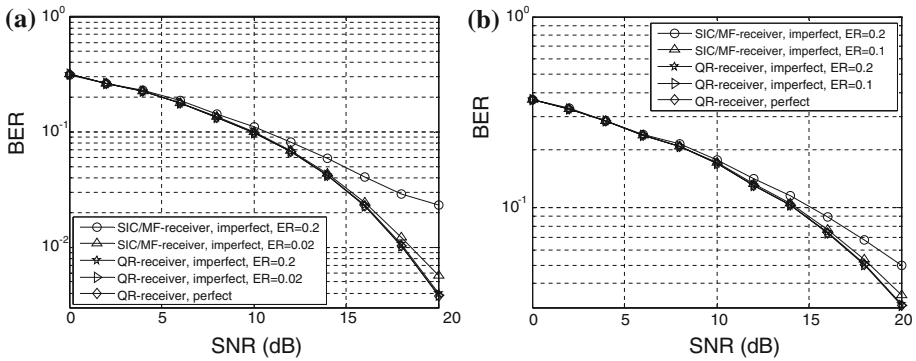 (a)
10^0
10^-1
10^-2
BER
SIC/MF-receiver, imperfect, ER=0.2
SIC/MF-receiver, imperfect, ER=0.02
QR-receiver, imperfect, ER=0.2
QR-receiver, imperfect, ER=0.02
QR-receiver, perfect
0 5 10 15 20
SNR (dB)
(b)
10^0
10^-1
BER
SIC/MF-receiver, imperfect, ER=0.2
SIC/MF-receiver, imperfect, ER=0.1
QR-receiver, imperfect, ER=0.2
QR-receiver, imperfect, ER=0.1
QR-receiver, perfect
0 5 10 15 20
SNR (dB)